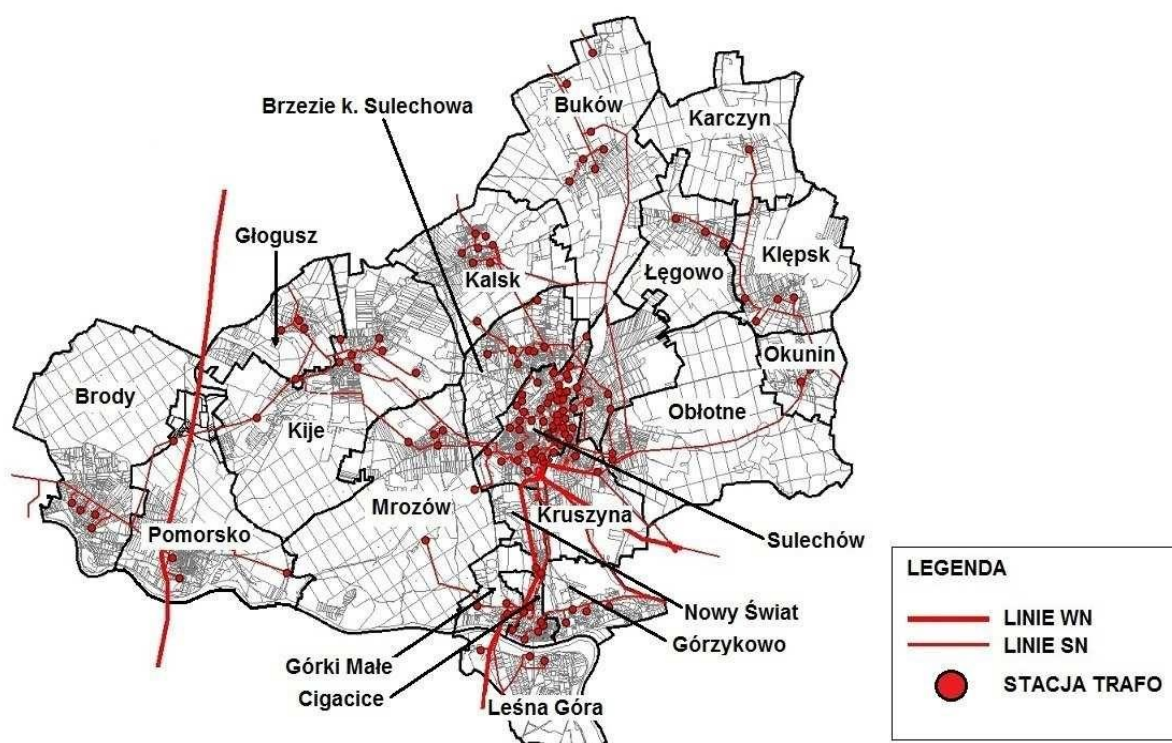 Buków
Brzezie k. Sulechowa
Karczyn
Głogusz
Klępsk
Łęgowo
Kalsk
Okunin
Brody
Obłotne
Kije
Mrozów
Kruszyna
Pomorsko
Sulechów
Nowy Świat
Górzykowo
Górki Małe
Cigacice
Leśna Góra
LEGENDA
LINIE WN
LINIE SN
STACJA TRAFO